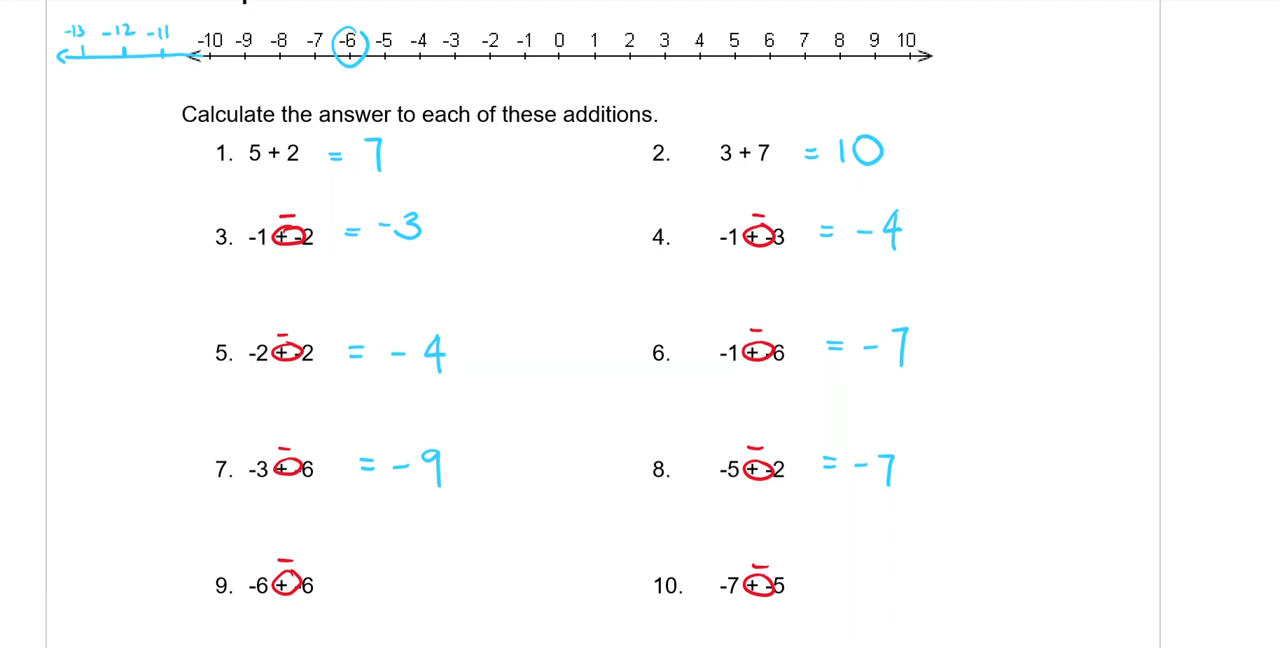 -13 -12 -11 -10 -9 -8 -7 -6 -5 -4 -3 -2 -1 0 1 2 3 4 5 6 7 8 9 10
Calculate the answer to each of these additions.
1. 5 + 2 = 7
2. 3 + 7 = 10
3. -1 + -2 = -3
4. -1 + -3 = -4
5. -2 + -2 = -4
6. -1 + -6 = -7
7. -3 + -6 = -9
8. -5 + -2 = -7
9. -6 + -6
10. -7 + -5